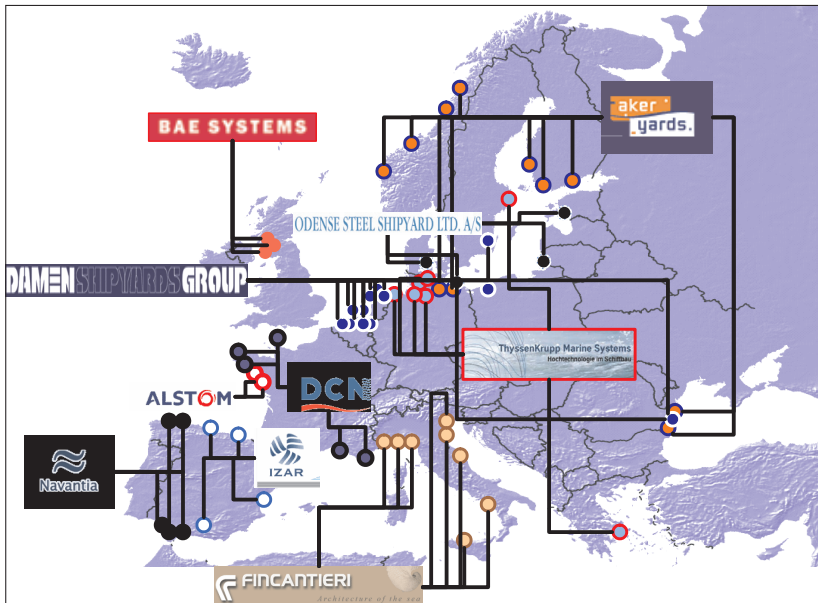 aker
yards.
BAE SYSTEMS
ODENSE STEEL SHIPYARD LTD. A/S
DAMEN SHIPYARDS GROUP
ThyssenKrupp Marine Systems
Hochtechnologie im Schiffbau
ALSTOM
DCN
IZAR
Navantia
FINCANTIERI
Architecture of the sea